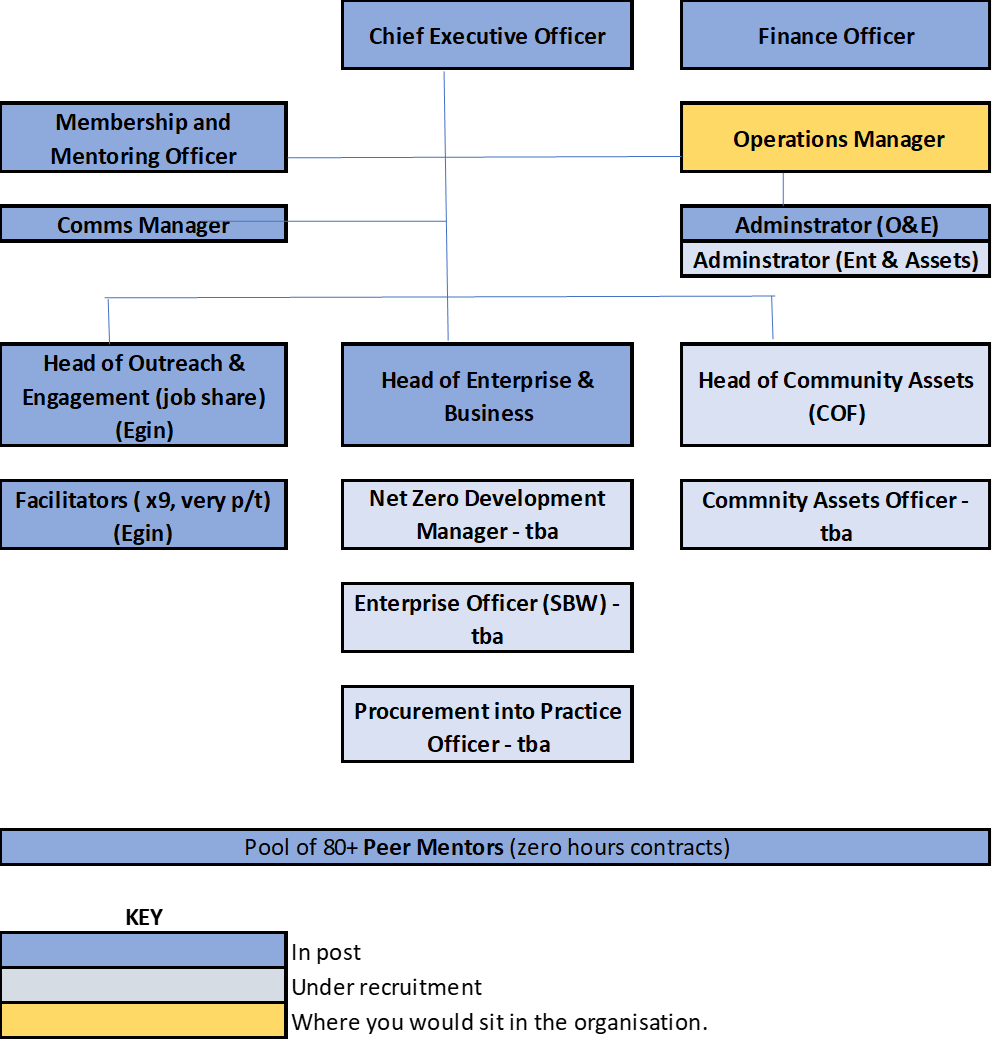 Chief Executive Officer
Finance Officer
Membership and
Mentoring Officer
Operations Manager
Comms Manager
Adminstrator (O&E)
Adminstrator (Ent & Assets)
Head of Outreach &
Engagement (job share)
(Egin)
Head of Enterprise &
Business
Head of Community Assets
(COF)
Facilitators ( x9, very p/t)
(Egin)
Net Zero Development
Manager - tba
Commnity Assets Officer -
tba
Enterprise Officer (SBW) -
tba
Procurement into Practice
Officer - tba
Pool of 80+ Peer Mentors (zero hours contracts)
KEY
In post
Under recruitment
Where you would sit in the organisation.